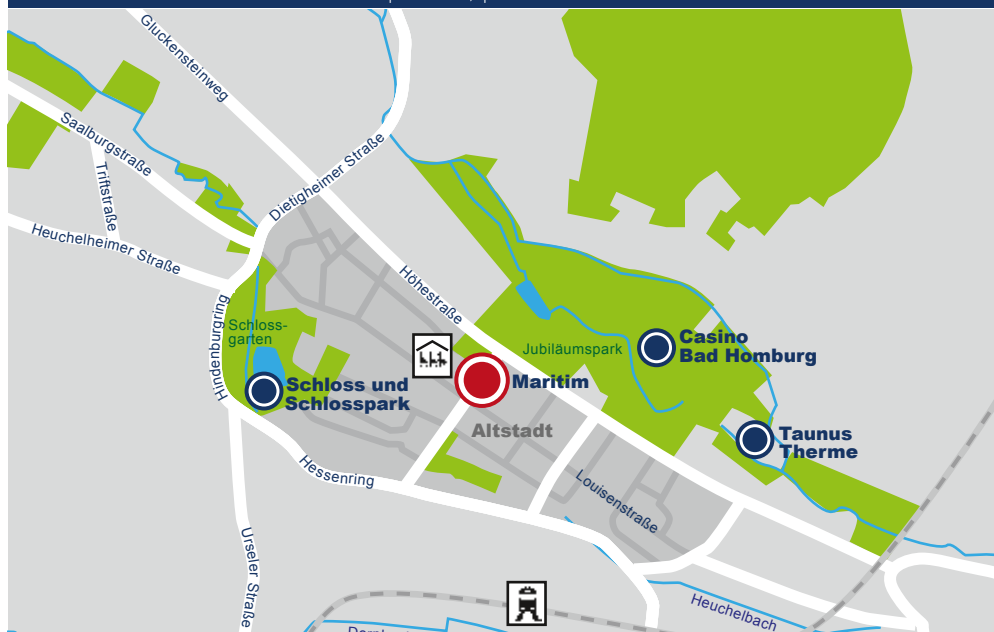 Gluckensteinweg
Saalburgstraße
Triftstraße
Dietigheimer Straße
Heuchelheimer Straße
Höhestraße
Hindenburgring
Schloss-
garten
Jubiläumspark
Casino
Bad Homburg
Maritim
Schloss und
Schlosspark
Altstadt
Taunus
Therme
Hessenring
Louisenstraße
Urseler Straße
Heuchelbach